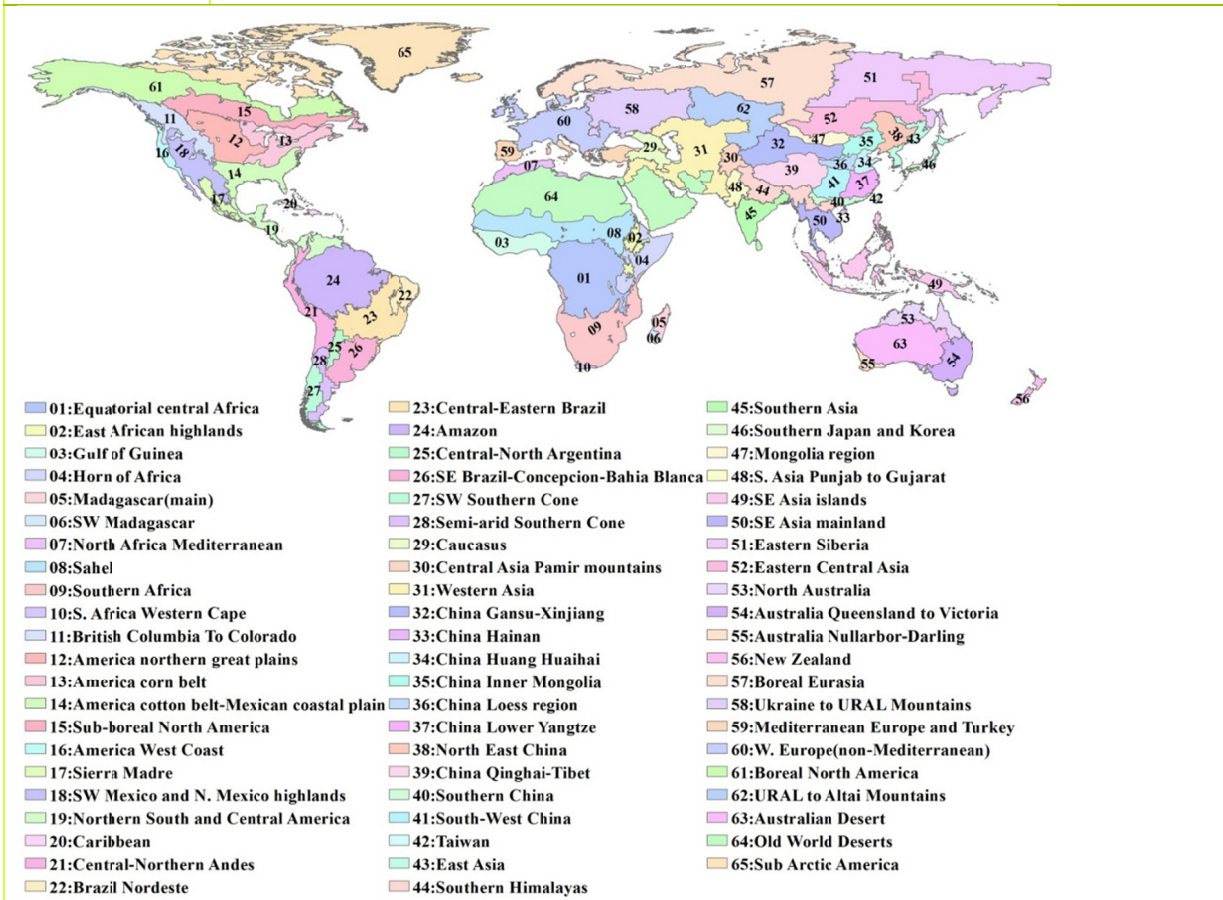 65
61
51
57
15
11
62
52
58
12
60
13
47
38
43
35
16
18
59
29
32
46
31
30
36
34
07
39
41
37
14
64
48
44
17
20
42
40
45
33
50
19
08
02
03
04
24
01
49
22
21
23
53
09
05
06
63
25
26
28
54
55
10
27
56
01:Equatorial central Africa
02:East African highlands
03:Gulf of Guinea
04:Horn of Africa
05:Madagascar(main)
06:SW Madagascar
07:North Africa Mediterranean
08:Sahel
09:Southern Africa
10:S. Africa Western Cape
11:British Columbia To Colorado
12:America northern great plains
13:America corn belt
14:America cotton belt-Mexican coastal plain
15:Sub-boreal North America
16:America West Coast
17:Sierra Madre
18:SW Mexico and N. Mexico highlands
19:Northern South and Central America
20:Caribbean
21:Central-Northern Andes
22:Brazil Nordeste
23:Central-Eastern Brazil
24:Amazon
25:Central-North Argentina
26:SE Brazil-Concepcion-Bahia Blanca
27:SW Southern Cone
28:Semi-arid Southern Cone
29:Caucasus
30:Central Asia Pamir mountains
31:Western Asia
32:China Gansu-Xinjiang
33:China Hainan
34:China Huang Huaihai
35:China Inner Mongolia
36:China Loess region
37:China Lower Yangtze
38:North East China
39:China Qinghai-Tibet
40:Southern China
41:South-West China
42:Taiwan
43:East Asia
44:Southern Himalayas
45:Southern Asia
46:Southern Japan and Korea
47:Mongolia region
48:S. Asia Punjab to Gujarat
49:SE Asia islands
50:SE Asia mainland
51:Eastern Siberia
52:Eastern Central Asia
53:North Australia
54:Australia Queensland to Victoria
55:Australia Nullarbor-Darling
56:New Zealand
57:Boreal Eurasia
58:Ukraine to URAL Mountains
59:Mediterranean Europe and Turkey
60:W. Europe(non-Mediterranean)
61:Boreal North America
62:URAL to Altai Mountains
63:Australian Desert
64:Old World Deserts
65:Sub Arctic America